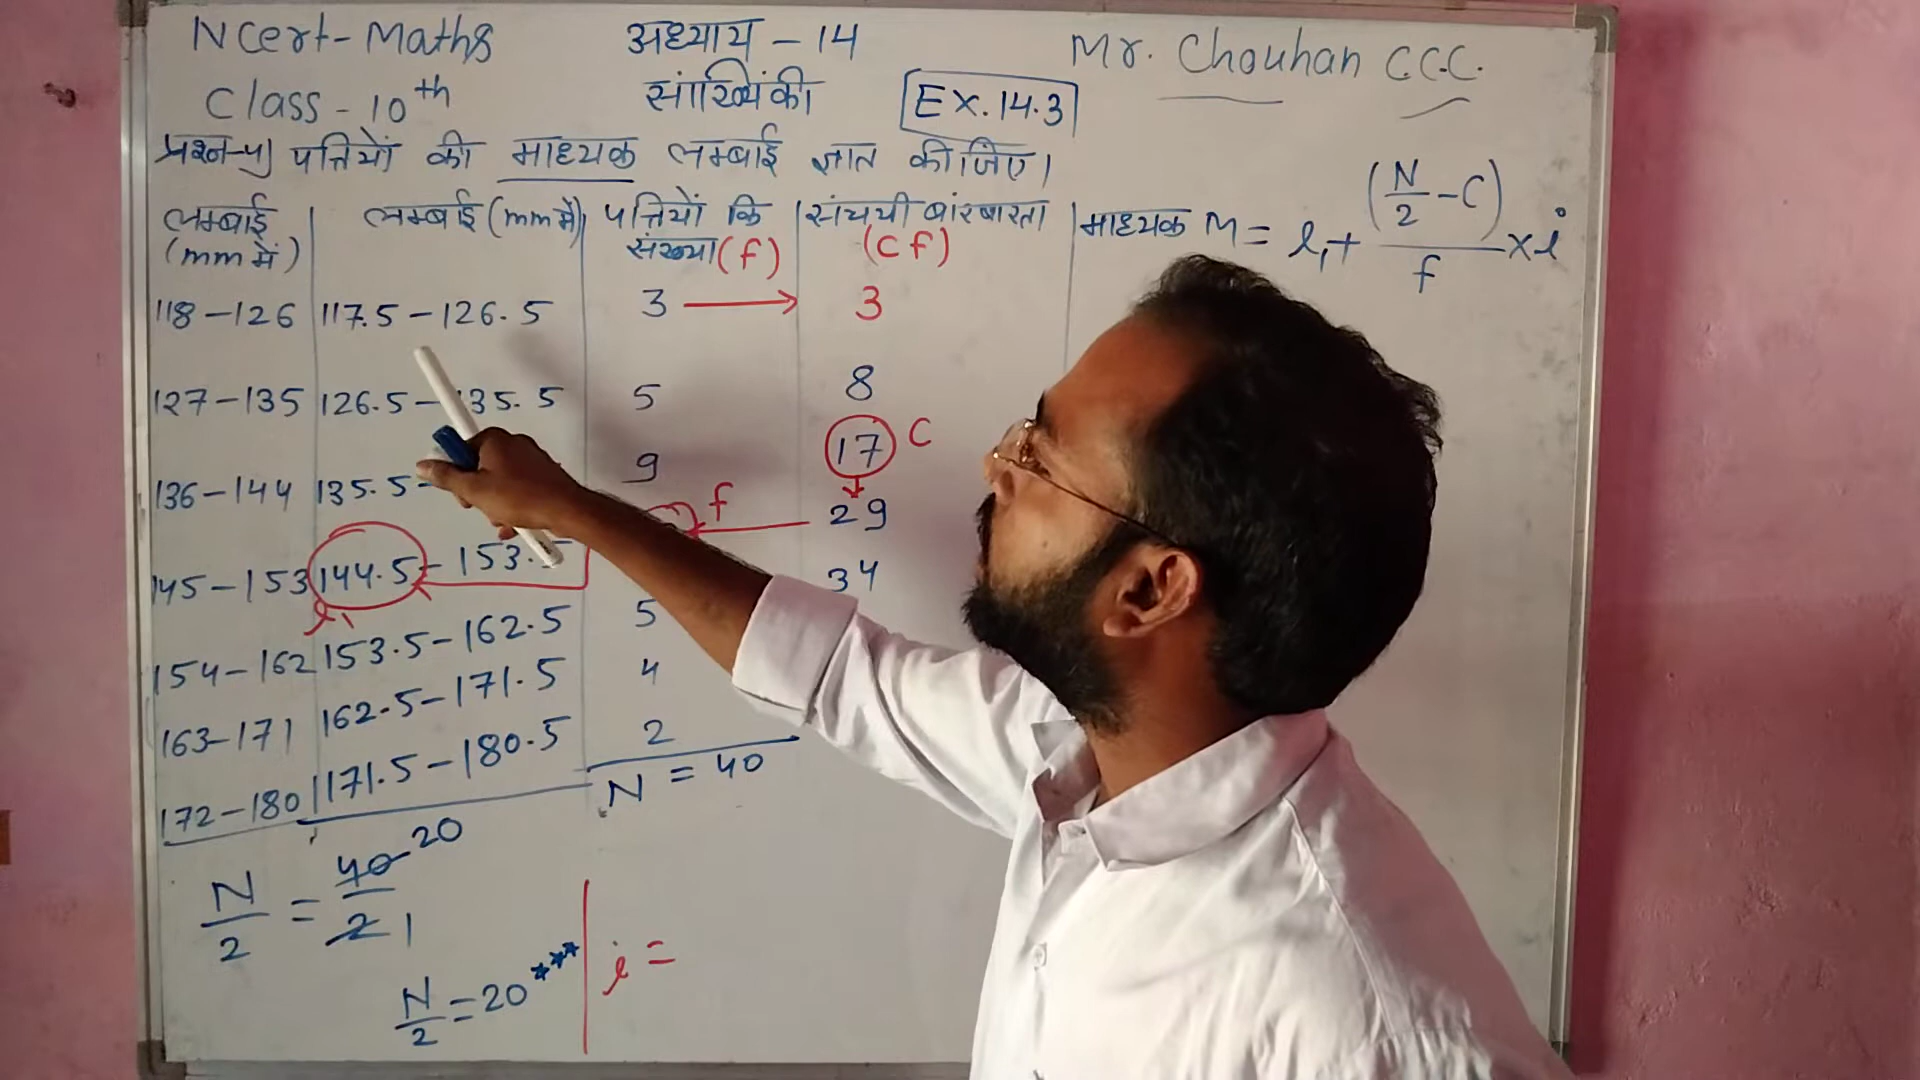 Ncert-Maths अध्याय - 14 Mr. Chouhan C.C.C.
Class - 10th सांख्यिंकी EX.14.3
पत्तियों की माध्यक लम्बाई ज्ञात कीजिए।
लम्बाई (mm में) | लम्बाई (mm में) | पत्तियों कि संख्या (f) | संचयी बांरबारता (cf) | माध्यक M = l₁ + (N/2 - C)/f × i
118-126 117.5-126.5 3 → 3
127-135 126.5- 35.5 5 8
136-144 135.5- 9 17 C
145-153 144.5-153. f 29
l₁ 34
154-162 153.5-162.5 5
163-171 162.5-171.5 4
172-180 171.5-180.5 2
N = 40
N/2 = 40/2 20 1
N/2 = 20 *** i =